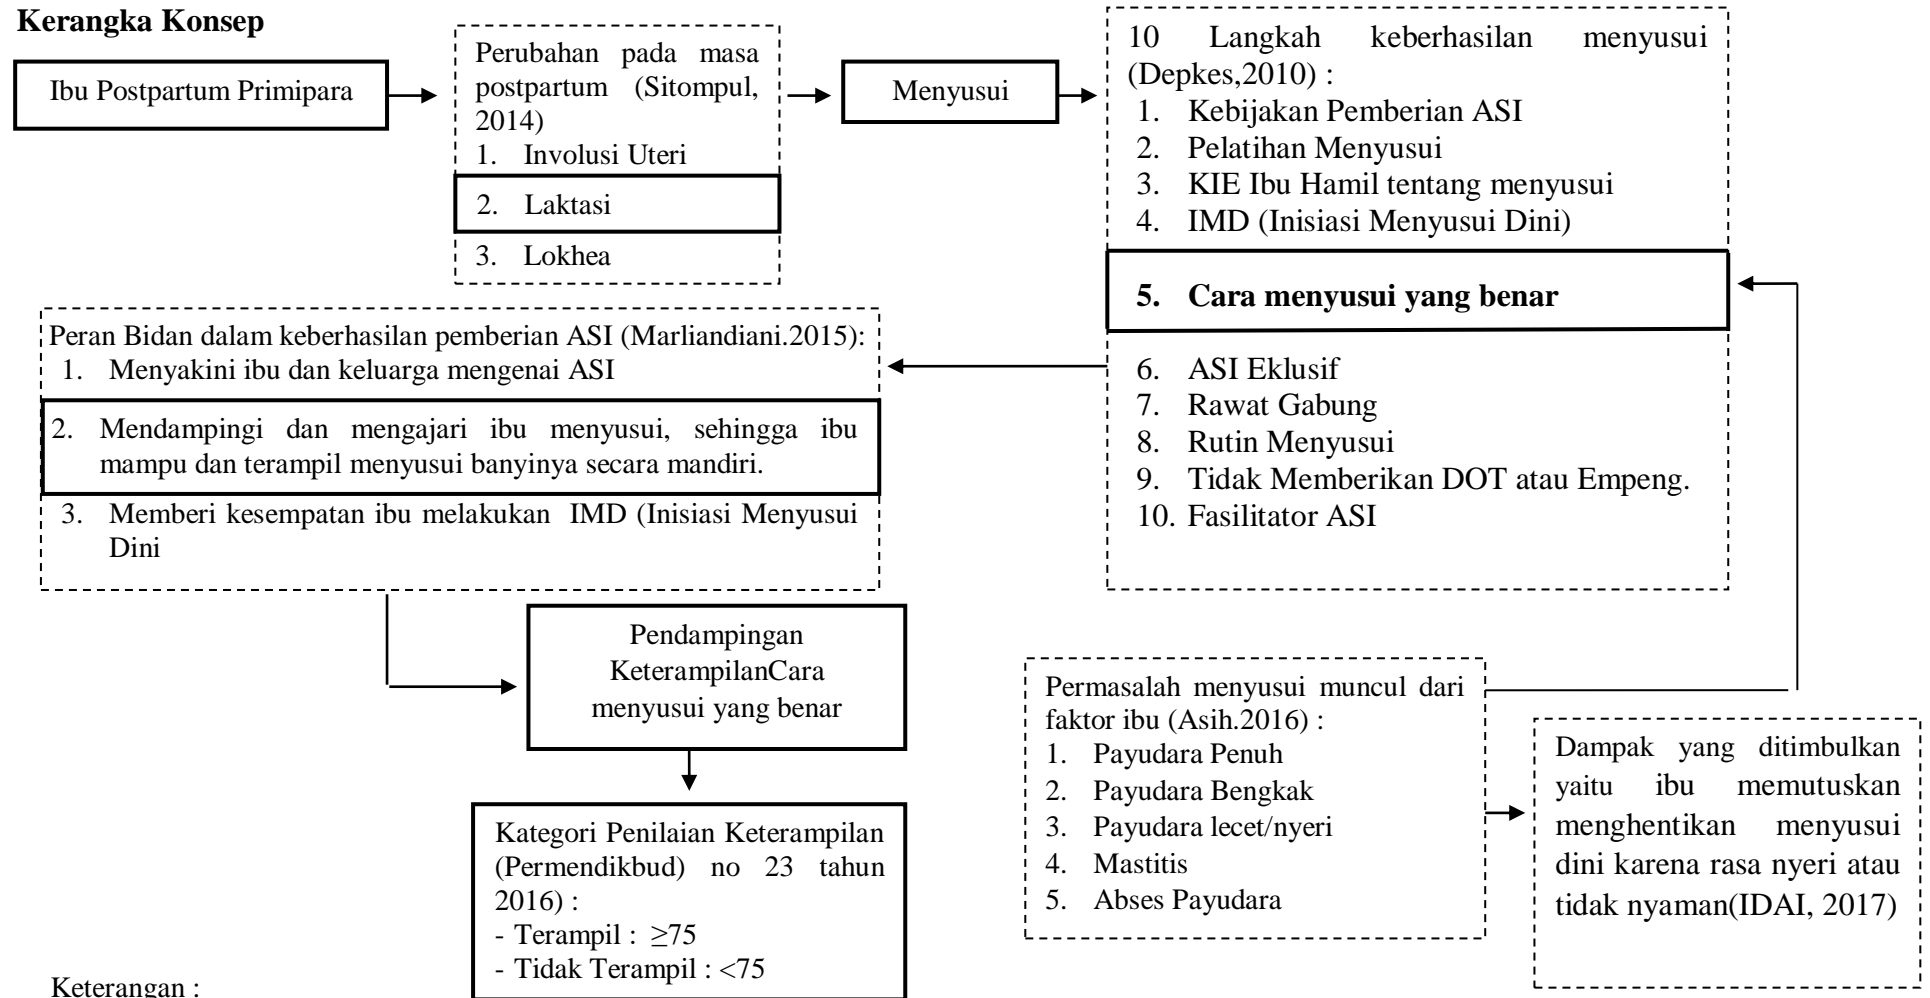 Kerangka Konsep
Ibu Postpartum Primipara
Perubahan pada masa
postpartum (Sitompul,
2014)
1. Involusi Uteri
2. Laktasi
3. Lokhea
Menyusui
10 Langkah keberhasilan menyusui
(Depkes,2010) :
1. Kebijakan Pemberian ASI
2. Pelatihan Menyusui
3. KIE Ibu Hamil tentang menyusui
4. IMD (Inisiasi Menyusui Dini)
5. Cara menyusui yang benar
6. ASI Eklusif
7. Rawat Gabung
8. Rutin Menyusui
9. Tidak Memberikan DOT atau Empeng.
10. Fasilitator ASI
Peran Bidan dalam keberhasilan pemberian ASI (Marliandiani.2015):
1. Menyakini ibu dan keluarga mengenai ASI
2. Mendampingi dan mengajari ibu menyusui, sehingga ibu
mampu dan terampil menyusui banyinya secara mandiri.
3. Memberi kesempatan ibu melakukan IMD (Inisiasi Menyusui
Dini
Pendampingan
KeterampilanCara
menyusui yang benar
Kategori Penilaian Keterampilan
(Permendikbud) no 23 tahun
2016) :
- Terampil : ≥75
- Tidak Terampil : <75
Permasalah menyusui muncul dari
faktor ibu (Asih.2016) :
1. Payudara Penuh
2. Payudara Bengkak
3. Payudara lecet/nyeri
4. Mastitis
5. Abses Payudara
Dampak yang ditimbulkan
yaitu ibu memutuskan
menghentikan menyusui
dini karena rasa nyeri atau
tidak nyaman(IDAI, 2017)
Keterangan :